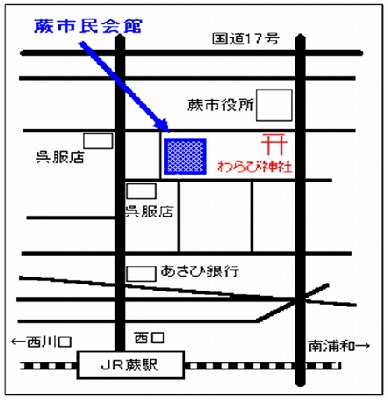 蕨市民会館
国道17号
蕨市役所
呉服店
わらび神社
呉服店
あさひ銀行
←西川口
西口
南浦和→
JR蕨駅